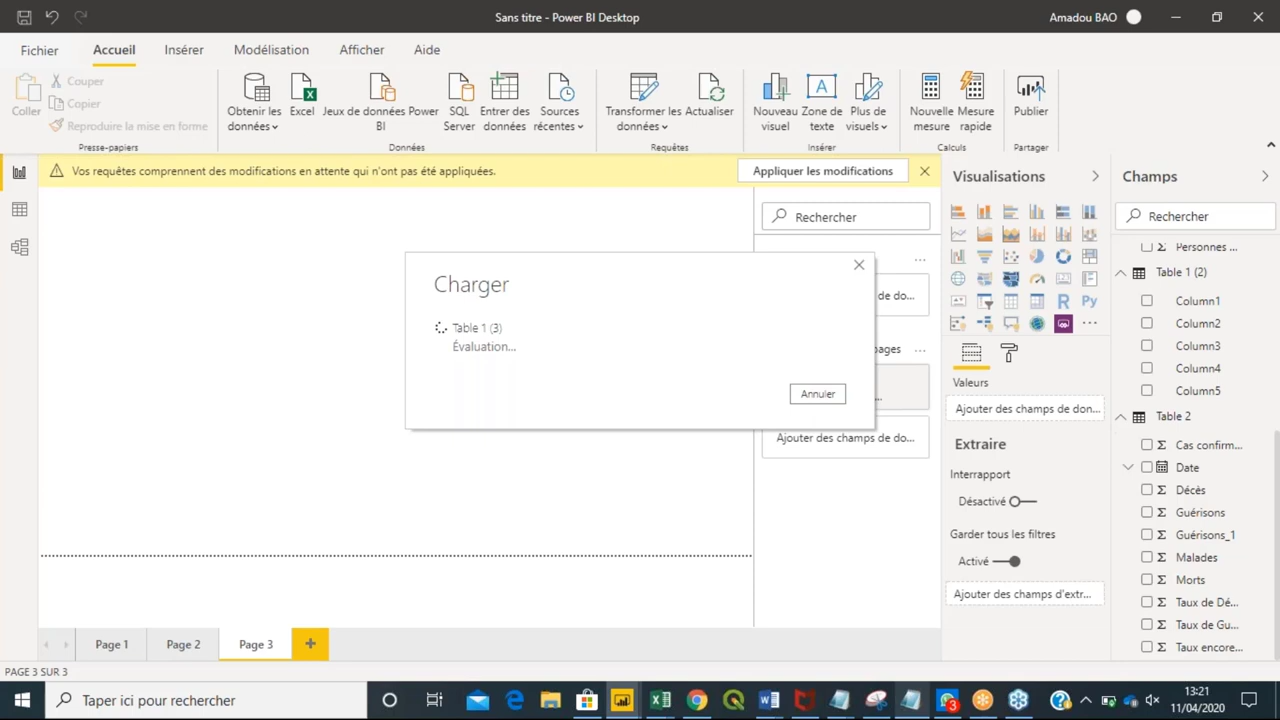 Sans titre - Power BI Desktop
Amadou BAO
Fichier
Accueil
Insérer
Modélisation
Afficher
Aide
Coller
Couper
Copier
Reproduire la mise en forme
Presse-papiers
Obtenir les
données
Excel
Jeux de données Power
BI
SQL
Server
Entrer des
données
Sources
récentes
Données
Transformer les
données
Actualiser
Requêtes
Nouveau
visuel
Zone de
texte
Plus de
visuels
Insérer
Nouvelle
mesure
Mesure
rapide
Calculs
Publier
Partager
Vos requêtes comprennent des modifications en attente qui n'ont pas été appliquées.
Appliquer les modifications
Rechercher
...
de do...
ages
...
...
Ajouter des champs de do...
Charger
Table 1 (3)
Évaluation...
Annuler
Visualisations
R
Py
...
Valeurs
Ajouter des champs de don...
Extraire
Interrapport
Désactivé
Garder tous les filtres
Activé
Ajouter des champs d'extr...
Champs
Rechercher
Σ Personnes ...
Table 1 (2)
Column1
Column2
Column3
Column4
Column5
Table 2
Σ Cas confirm...
Date
Σ Décès
Σ Guérisons
Σ Guérisons_1
Σ Malades
Σ Morts
Σ Taux de Dé...
Σ Taux de Gu...
Σ Taux encore...
Page 1
Page 2
Page 3
+
PAGE 3 SUR 3
Taper ici pour rechercher
3
13:21
11/04/2020